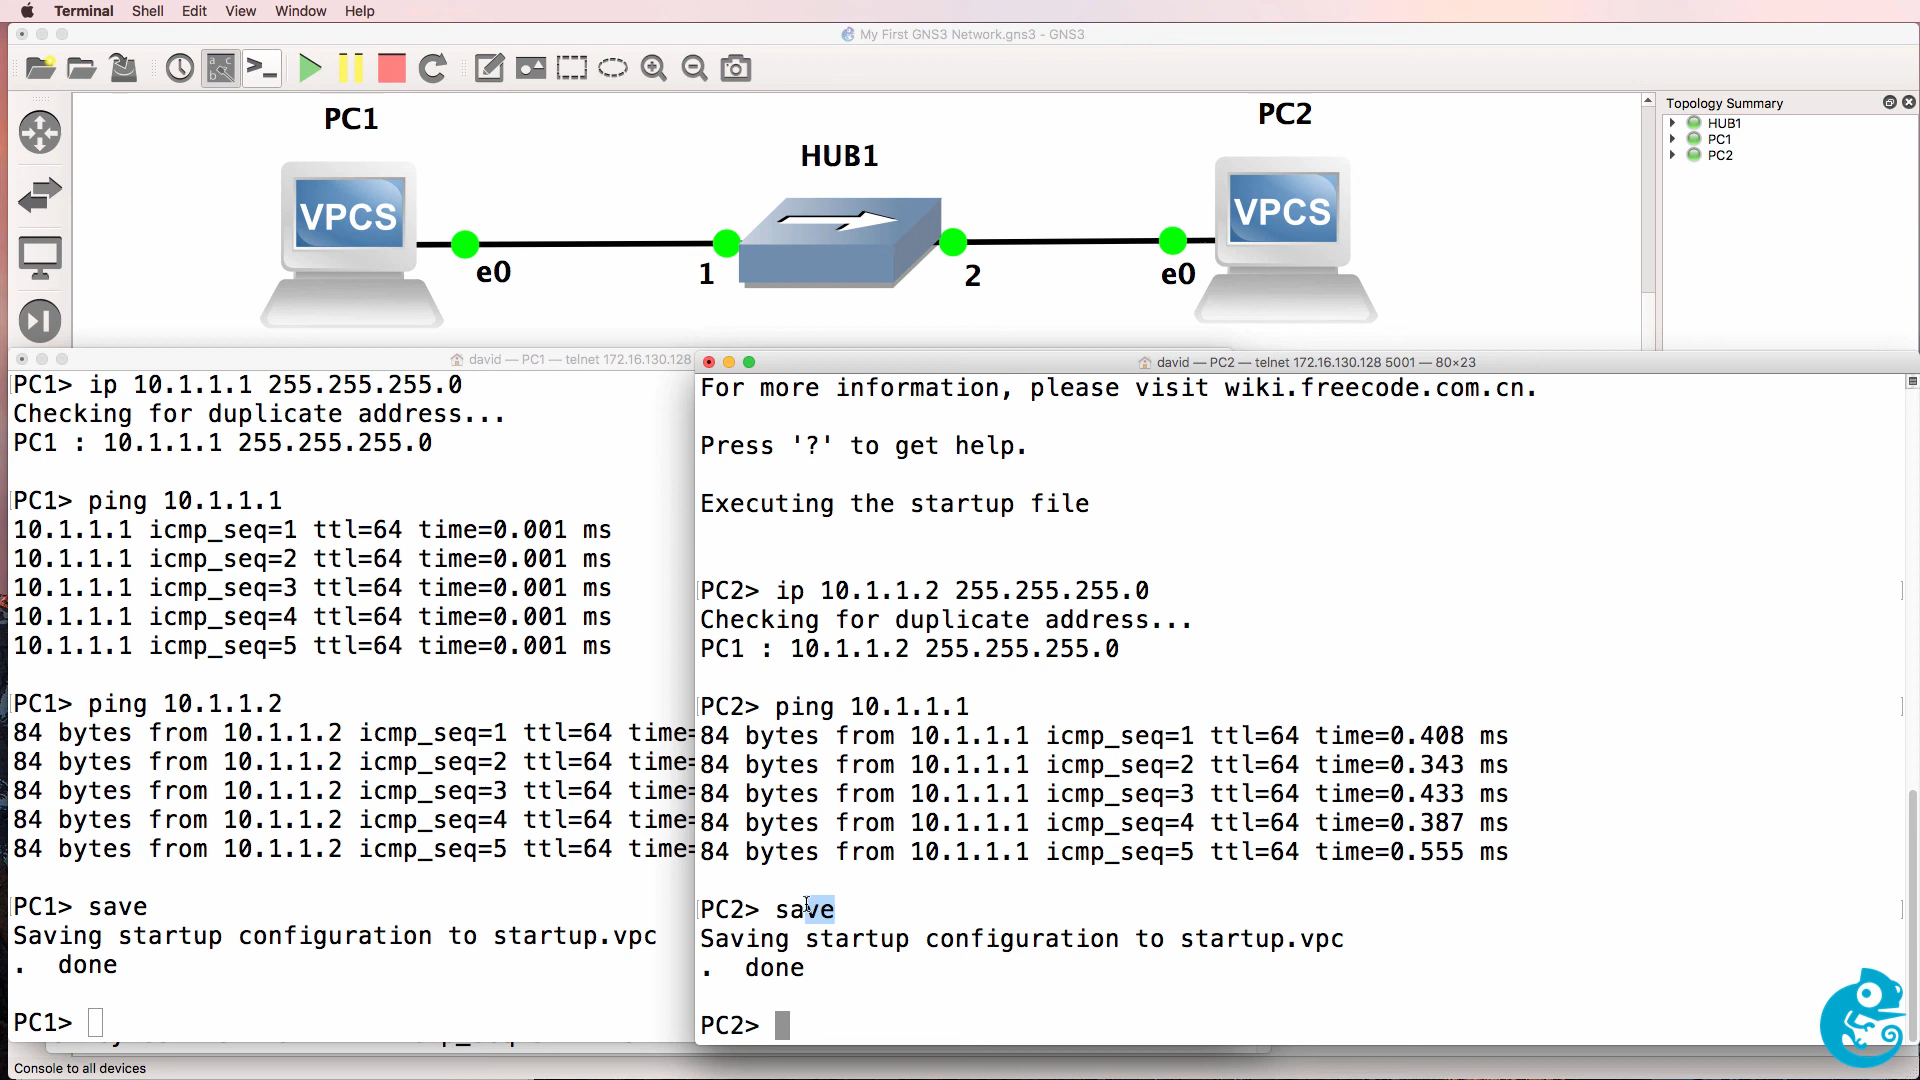 Terminal Shell Edit View Window Help
My First GNS3 Network.gns3 - GNS3
PC1
PC2
HUB1
VPCS
VPCS
e0
1
2
e0
Topology Summary
HUB1
PC1
PC2
david — PC1 — telnet 172.16.130.128
PC1> ip 10.1.1.1 255.255.255.0
Checking for duplicate address...
PC1 : 10.1.1.1 255.255.255.0
PC1> ping 10.1.1.1
10.1.1.1 icmp_seq=1 ttl=64 time=0.001 ms
10.1.1.1 icmp_seq=2 ttl=64 time=0.001 ms
10.1.1.1 icmp_seq=3 ttl=64 time=0.001 ms
10.1.1.1 icmp_seq=4 ttl=64 time=0.001 ms
10.1.1.1 icmp_seq=5 ttl=64 time=0.001 ms
PC1> ping 10.1.1.2
84 bytes from 10.1.1.2 icmp_seq=1 ttl=64 time=
84 bytes from 10.1.1.2 icmp_seq=2 ttl=64 time=
84 bytes from 10.1.1.2 icmp_seq=3 ttl=64 time=
84 bytes from 10.1.1.2 icmp_seq=4 ttl=64 time=
84 bytes from 10.1.1.2 icmp_seq=5 ttl=64 time=
PC1> save
Saving startup configuration to startup.vpc
. done
PC1>
david — PC2 — telnet 172.16.130.128 5001 — 80×23
For more information, please visit wiki.freecode.com.cn.
Press '?' to get help.
Executing the startup file
PC2> ip 10.1.1.2 255.255.255.0
Checking for duplicate address...
PC1 : 10.1.1.2 255.255.255.0
PC2> ping 10.1.1.1
84 bytes from 10.1.1.1 icmp_seq=1 ttl=64 time=0.408 ms
84 bytes from 10.1.1.1 icmp_seq=2 ttl=64 time=0.343 ms
84 bytes from 10.1.1.1 icmp_seq=3 ttl=64 time=0.433 ms
84 bytes from 10.1.1.1 icmp_seq=4 ttl=64 time=0.387 ms
84 bytes from 10.1.1.1 icmp_seq=5 ttl=64 time=0.555 ms
PC2> save
Saving startup configuration to startup.vpc
. done
PC2>
Console to all devices